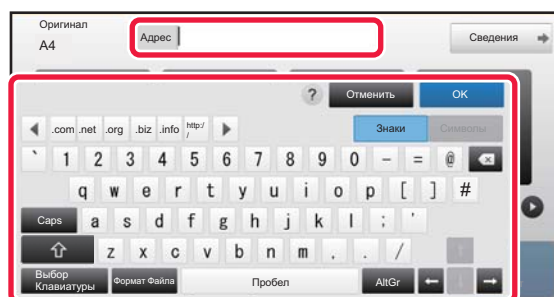 Оригинал
A4
Адрес
Сведения
?
Отменить
OK
.com .net .org .biz .info http:/
/
Знаки
Символы
` 1 2 3 4 5 6 7 8 9 0 - = @
q w e r t y u i o p [ ] #
Caps a s d f g h j k l ; '
z x c v b n m . . /
Выбор
Клавиатуры
Формат Файла
Пробел
AltGr